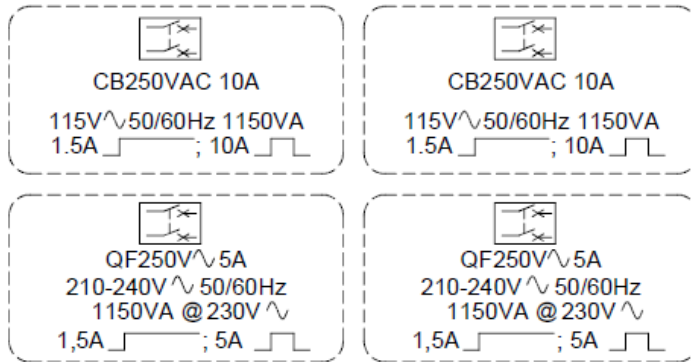 CB250VAC 10A
115V∿50/60Hz 1150VA
1.5A ; 10A
CB250VAC 10A
115V∿50/60Hz 1150VA
1.5A ; 10A
QF250V∿5A
210-240V∿ 50/60Hz
1150VA @230V∿
1,5A ; 5A
QF250V∿5A
210-240V∿ 50/60Hz
1150VA @230V∿
1,5A ; 5A